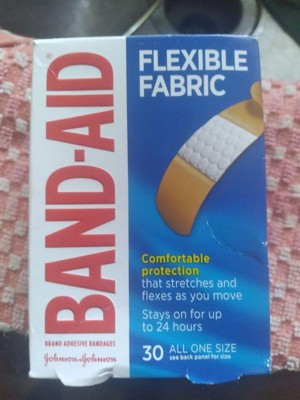 BAND-AID
BRAND ADHESIVE BANDAGES
Johnson & Johnson
FLEXIBLE
FABRIC
Comfortable
protection
that stretches and
flexes as you move
Stays on for up
to 24 hours
30 ALL ONE SIZE
see back panel for size